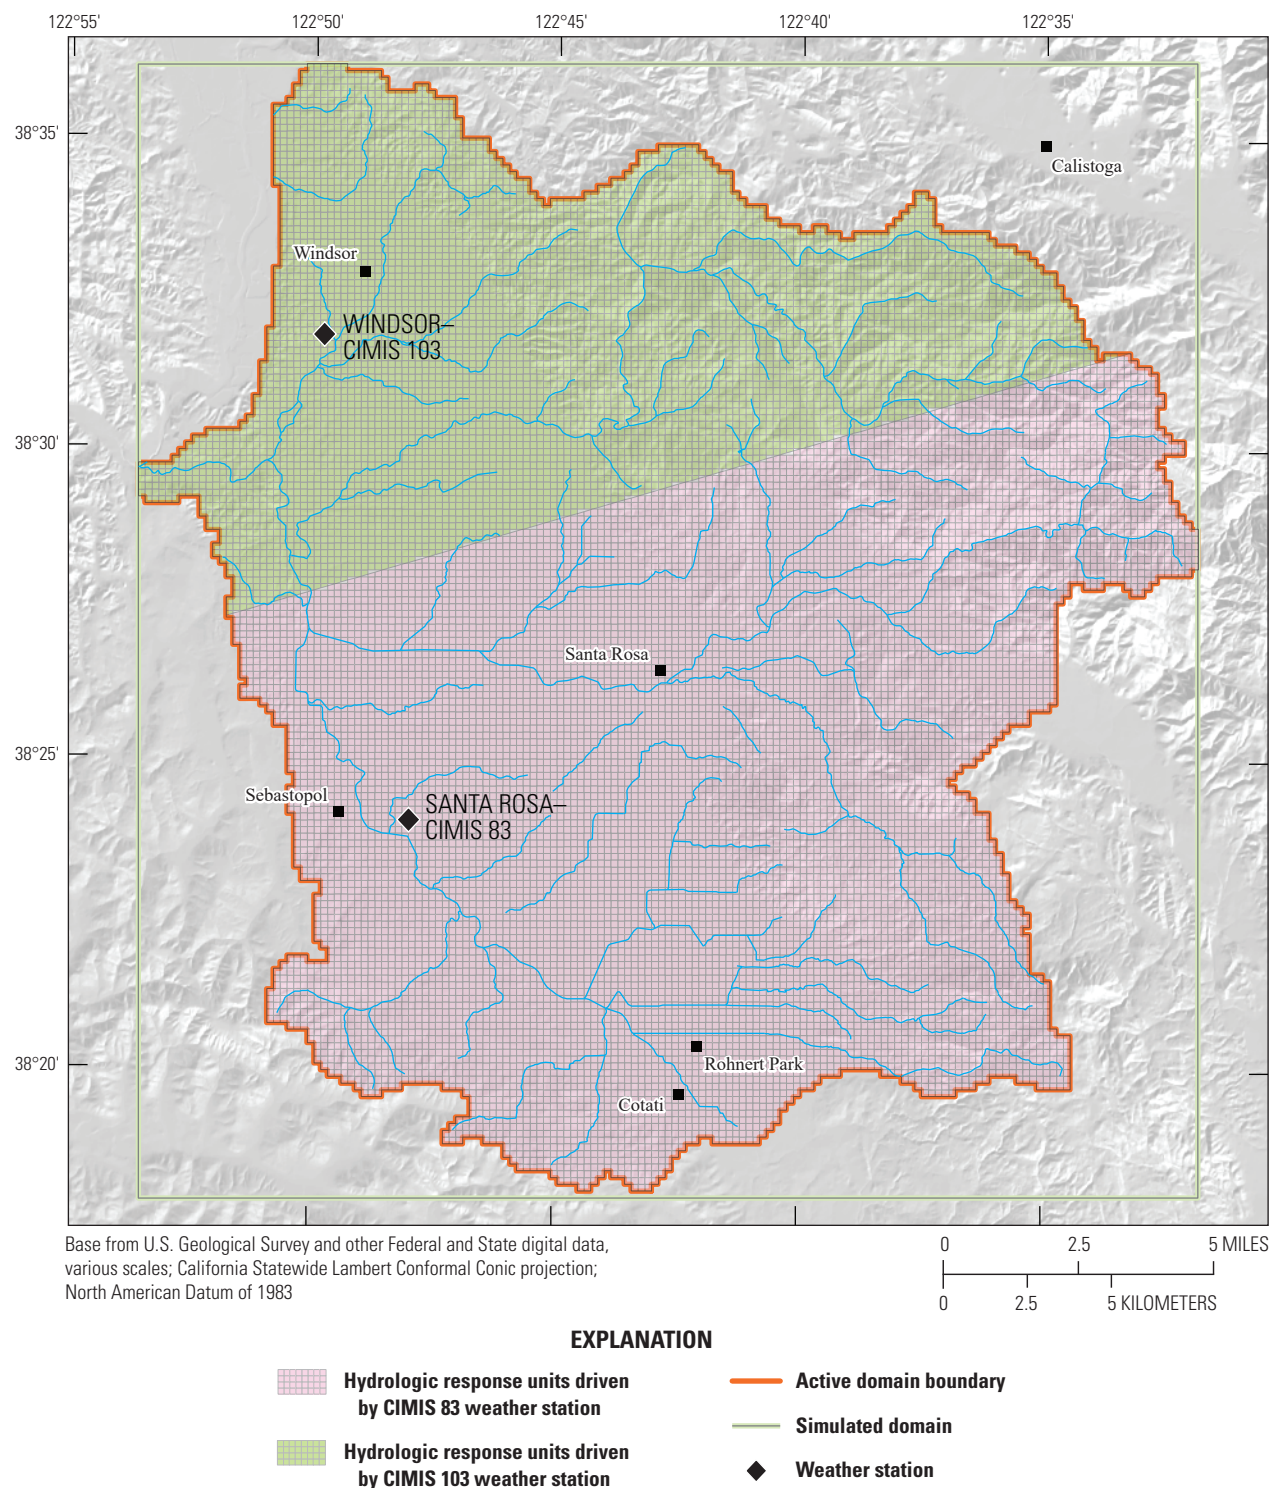 122°55'
122°50'
122°45'
122°40'
122°35'
38°35'
38°30'
38°25'
38°20'
Calistoga
Windsor
WINDSOR–
CIMIS 103
Santa Rosa
Sebastopol
SANTA ROSA–
CIMIS 83
Rohnert Park
Cotati
Base from U.S. Geological Survey and other Federal and State digital data,
various scales; California Statewide Lambert Conformal Conic projection;
North American Datum of 1983
0 2.5 5 MILES
0 2.5 5 KILOMETERS
EXPLANATION
Hydrologic response units driven
by CIMIS 83 weather station
Hydrologic response units driven
by CIMIS 103 weather station
Active domain boundary
Simulated domain
Weather station